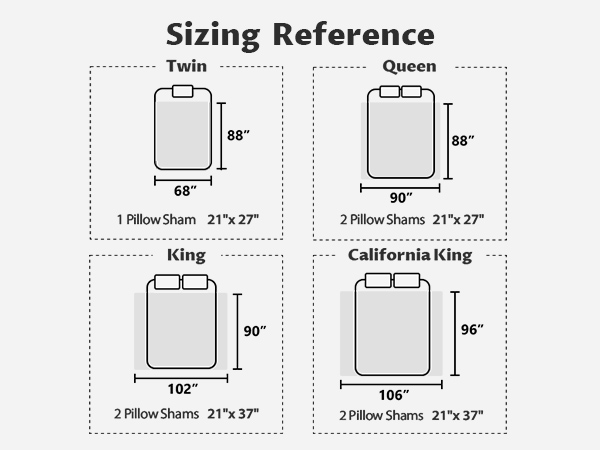 Sizing Reference
Twin
88”
68”
1 Pillow Sham 21"x 27"
Queen
88”
90”
2 Pillow Shams 21"x 27"
King
90”
102”
2 Pillow Shams 21"x 37"
California King
96”
106”
2 Pillow Shams 21"x 37"